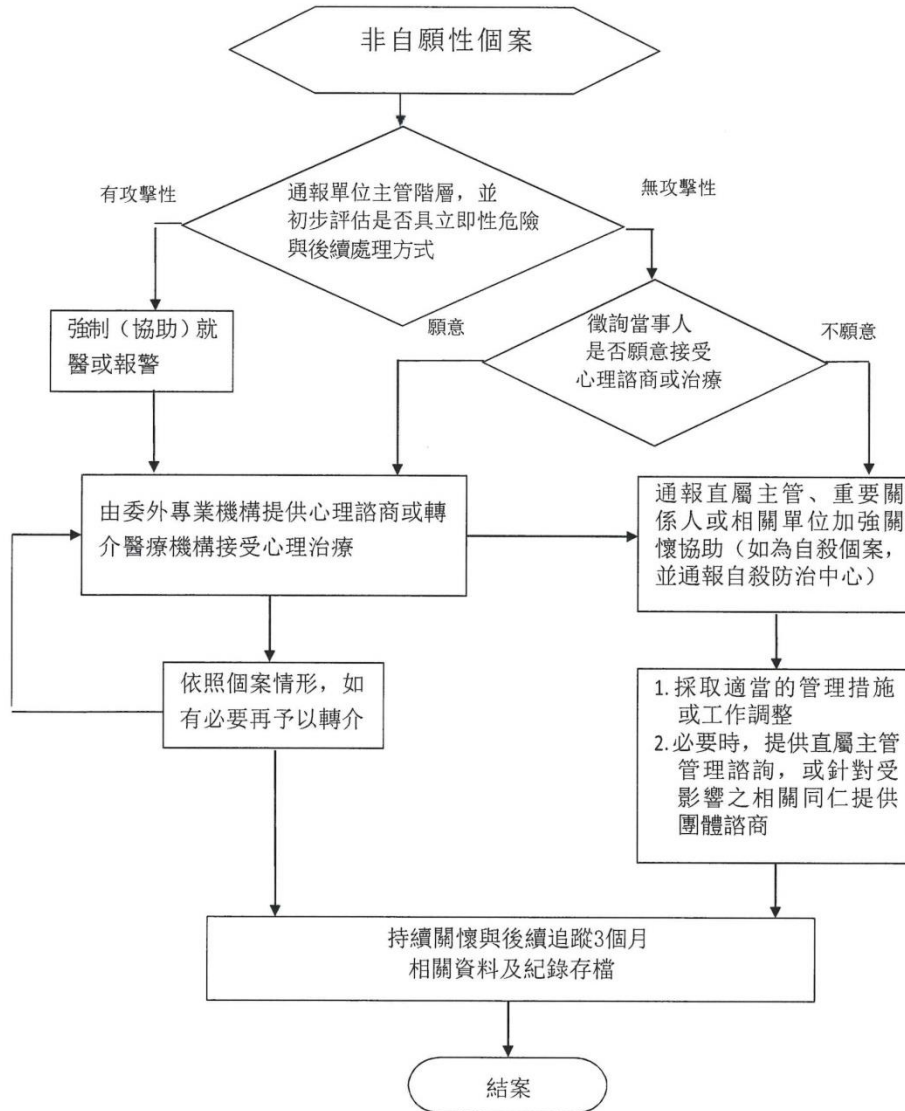 非自願性個案
通報單位主管階層，並
初步評估是否具立即性危險
與後續處理方式
有攻擊性
無攻擊性
強制（協助）就
醫或報警
願意
徵詢當事人
是否願意接受
心理諮商或治療
不願意
由委外專業機構提供心理諮商或轉
介醫療機構接受心理治療
通報直屬主管、重要關
係人或相關單位加強關
懷協助（如為自殺個案，
並通報自殺防治中心）
依照個案情形，如
有必要再予以轉介
1. 採取適當的管理措施
或工作調整
2. 必要時，提供直屬主管
管理諮詢，或針對受
影響之相關同仁提供
團體諮商
持續關懷與後續追蹤3個月
相關資料及紀錄存檔
結案